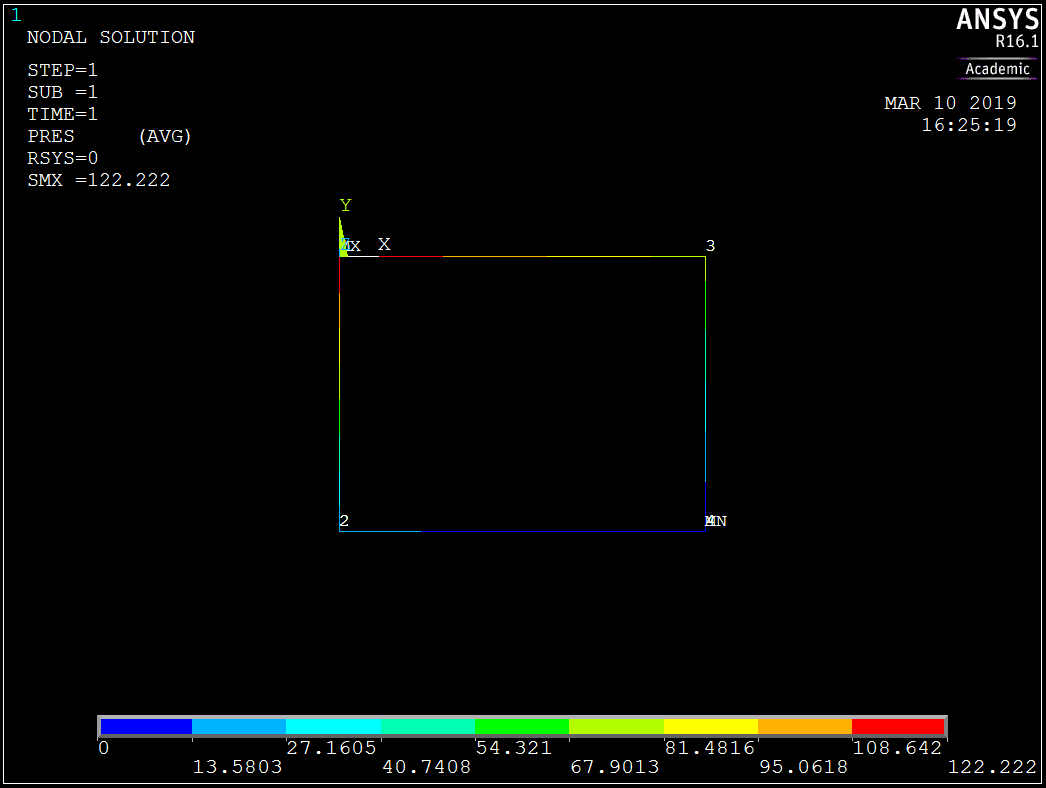 1
ANSYS
R16.1
Academic
NODAL SOLUTION
STEP=1
SUB =1
TIME=1
PRES (AVG)
RSYS=0
SMX =122.222
MAR 10 2019
16:25:19
Y
MX X 3
2 MN
0 27.1605 54.321 81.4816 108.642
13.5803 40.7408 67.9013 95.0618 122.222